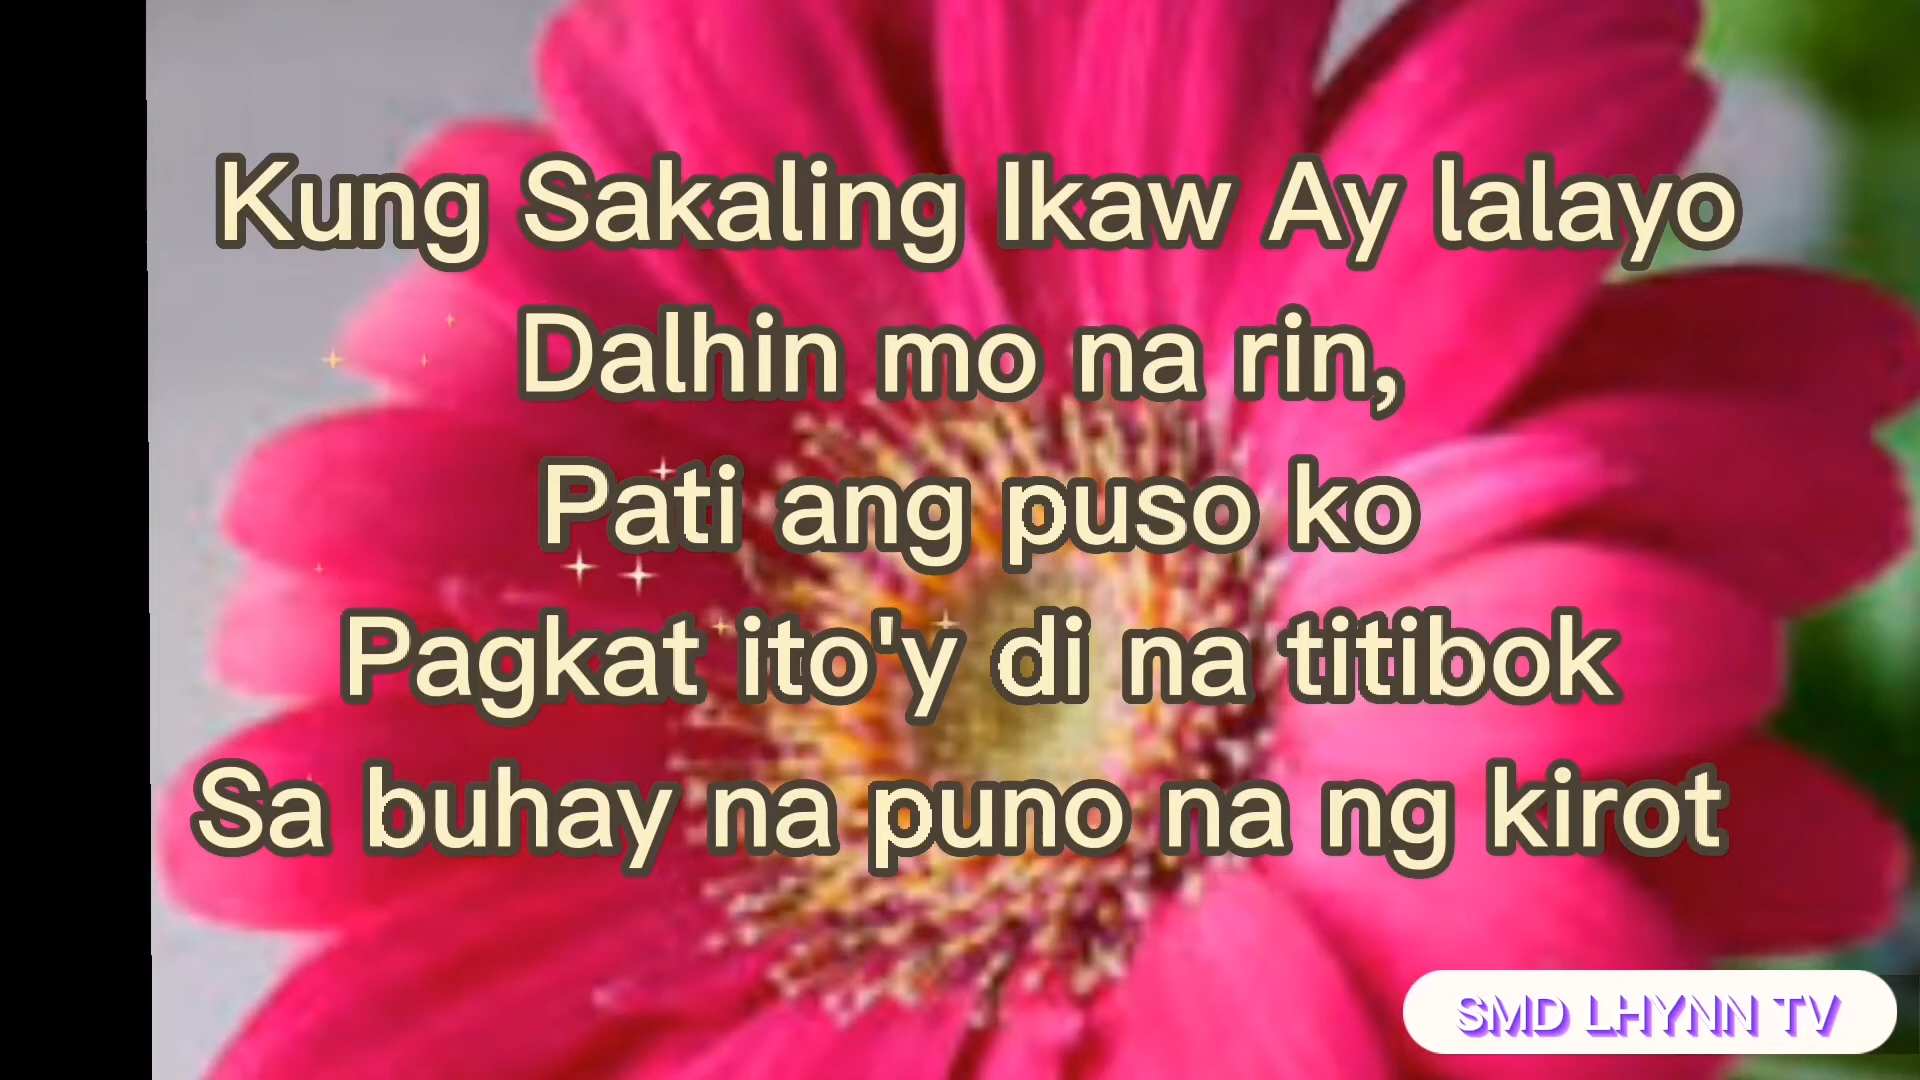 Kung Sakaling Ikaw Ay lalayo
Dalhin mo na rin,
Pati ang puso ko
Pagkat ito'y di na titibok
Sa buhay na puno na ng kirot
SMD LHYNN TV